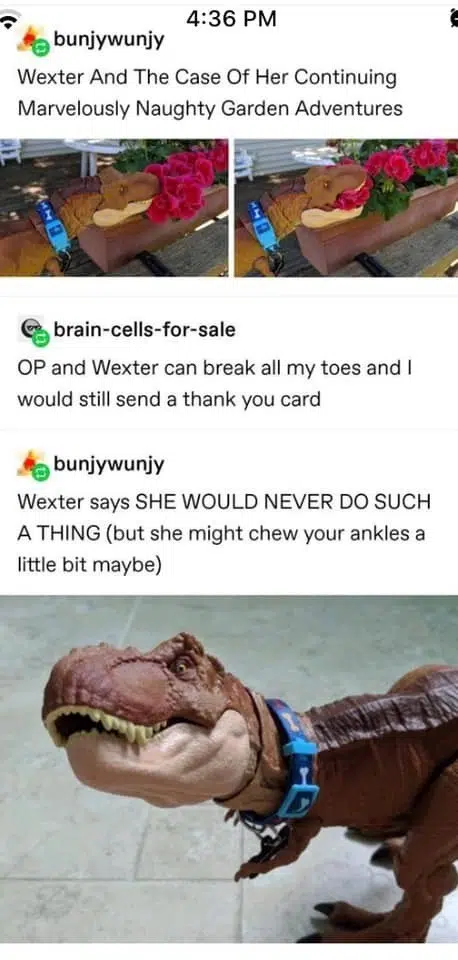 4:36 PM
bunjywunjy
Wexter And The Case Of Her Continuing
Marvelously Naughty Garden Adventures
brain-cells-for-sale
OP and Wexter can break all my toes and I
would still send a thank you card
bunjywunjy
Wexter says SHE WOULD NEVER DO SUCH
A THING (but she might chew your ankles a
little bit maybe)